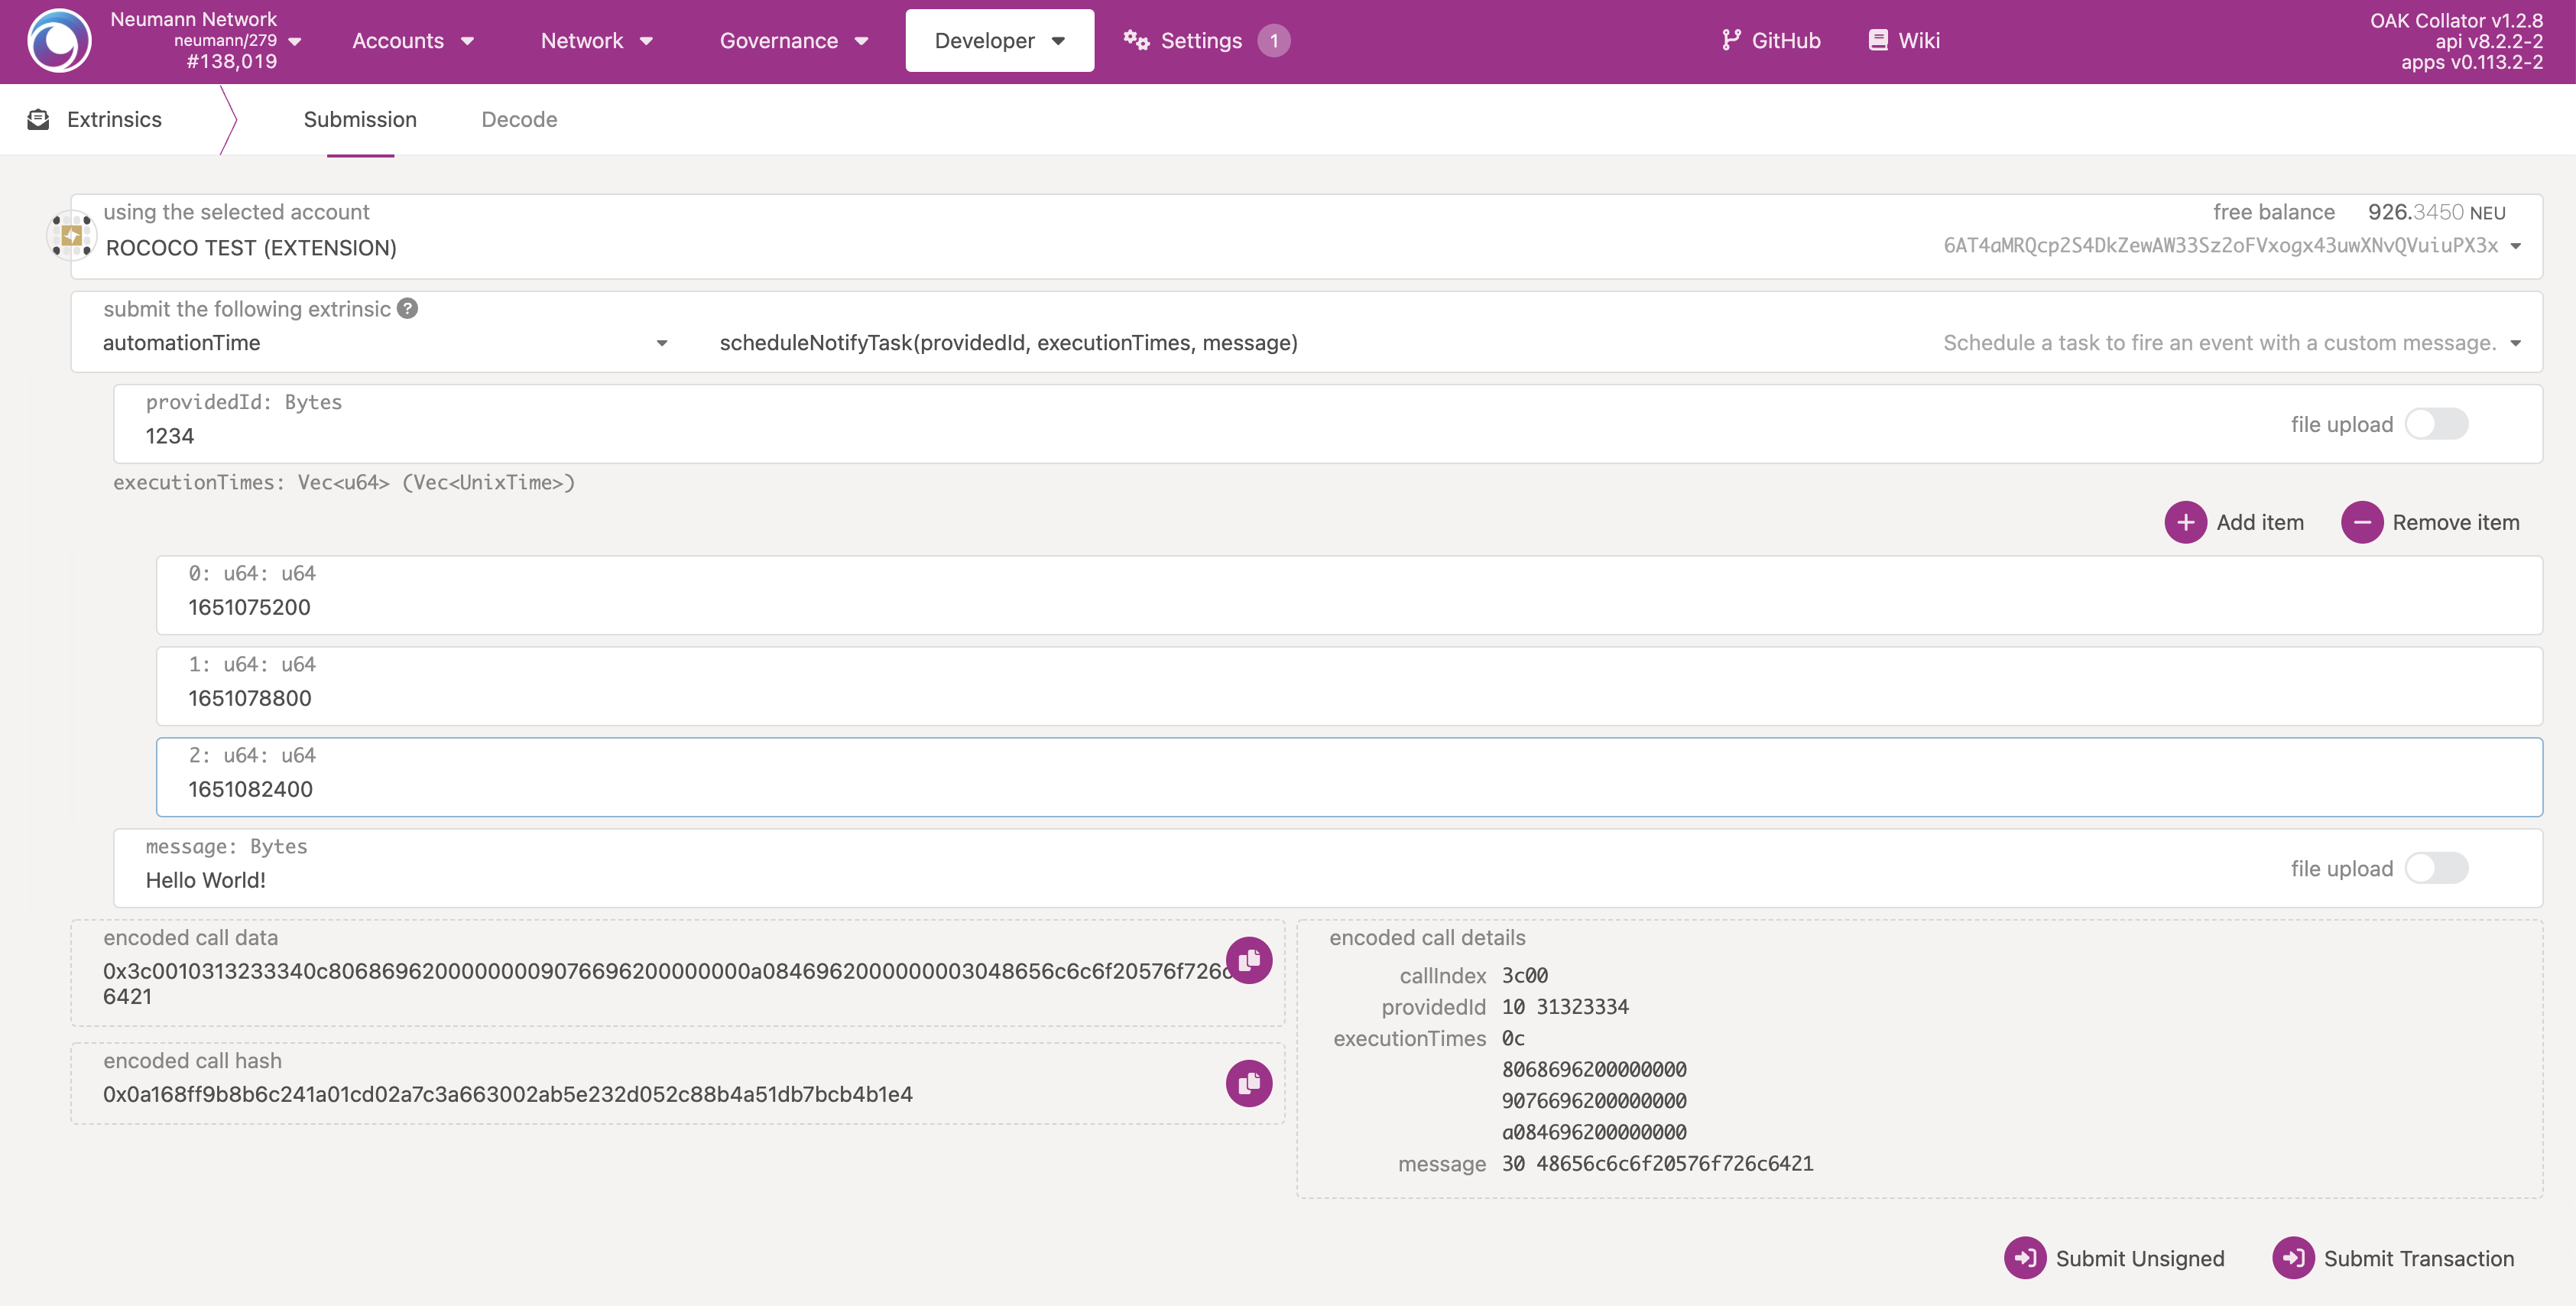 Neumann Network
neumann/279
#138,019
Accounts
Network
Governance
Developer
Settings 1
GitHub
Wiki
OAK Collator v1.2.8
api v8.2.2-2
apps v0.113.2-2
Extrinsics
Submission
Decode
using the selected account
ROCOCO TEST (EXTENSION)
free balance 926.3450 NEU
6AT4aMRQcp2S4DkZewAW33Sz2oFVxogx43uwXNvQVuiuPX3x
submit the following extrinsic ?
automationTime
scheduleNotifyTask(providedId, executionTimes, message)
Schedule a task to fire an event with a custom message.
providedId: Bytes
1234
file upload
executionTimes: Vec<u64> (Vec<UnixTime>)
Add item
Remove item
0: u64: u64
1651075200
1: u64: u64
1651078800
2: u64: u64
1651082400
message: Bytes
Hello World!
file upload
encoded call data
0x3c0010313233340c80686962000000009076696200000000a0846962000000003048656c6c6f20576f726c
6421
encoded call hash
0x0a168ff9b8b6c241a01cd02a7c3a663002ab5e232d052c88b4a51db7bcb4b1e4
encoded call details
callIndex 3c00
providedId 10 31323334
executionTimes 0c
8068696200000000
9076696200000000
a084696200000000
message 30 48656c6c6f20576f726c6421
Submit Unsigned
Submit Transaction